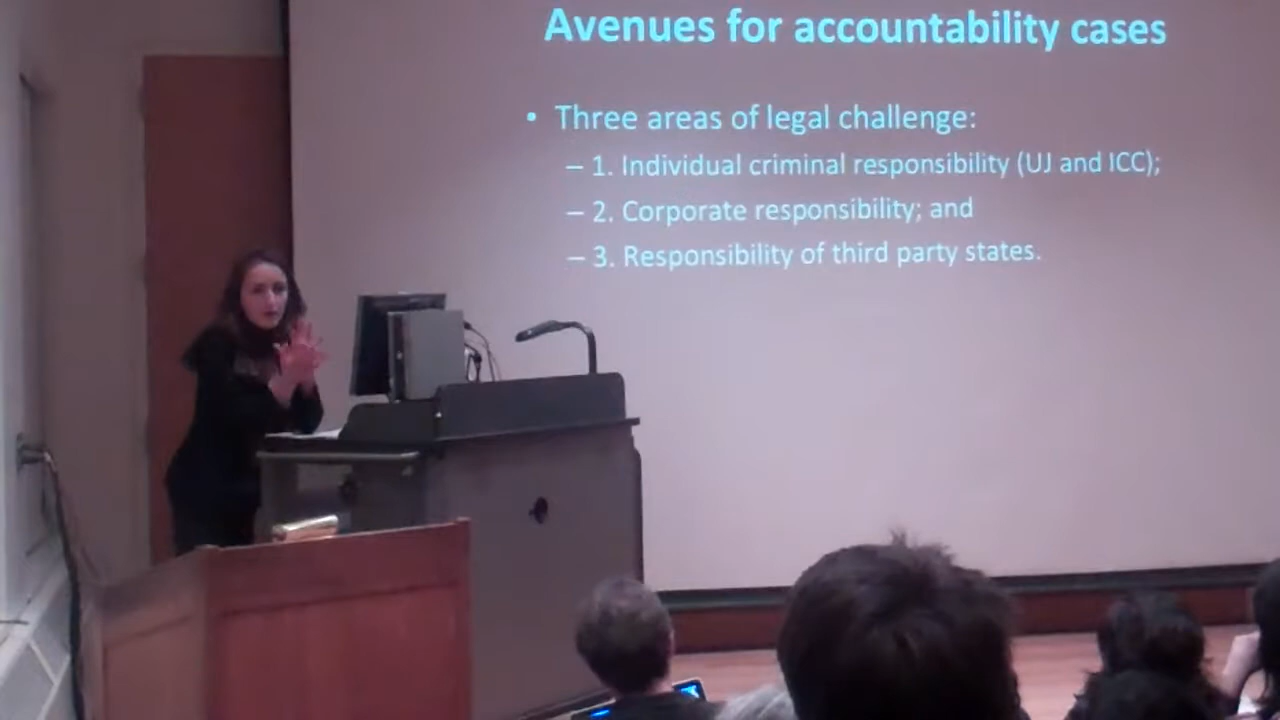 Avenues for accountability cases
• Three areas of legal challenge:
– 1. Individual criminal responsibility (UJ and ICC);
– 2. Corporate responsibility; and
– 3. Responsibility of third party states.